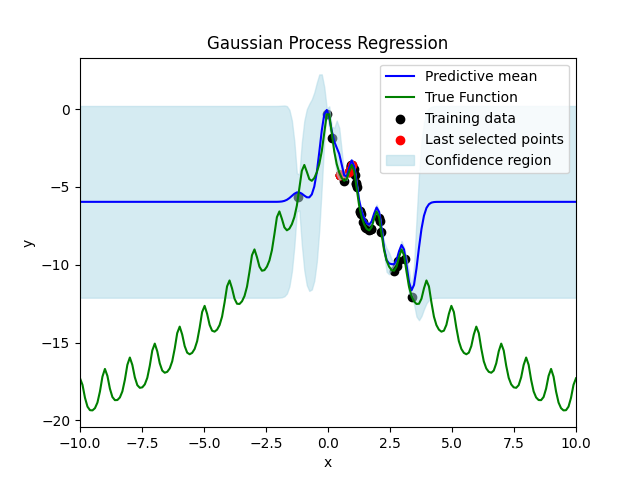 Gaussian Process Regression
Predictive mean
True Function
Training data
Last selected points
Confidence region
y
0
−5
−10
−15
−20
−10.0 −7.5 −5.0 −2.5 0.0 2.5 5.0 7.5 10.0
x